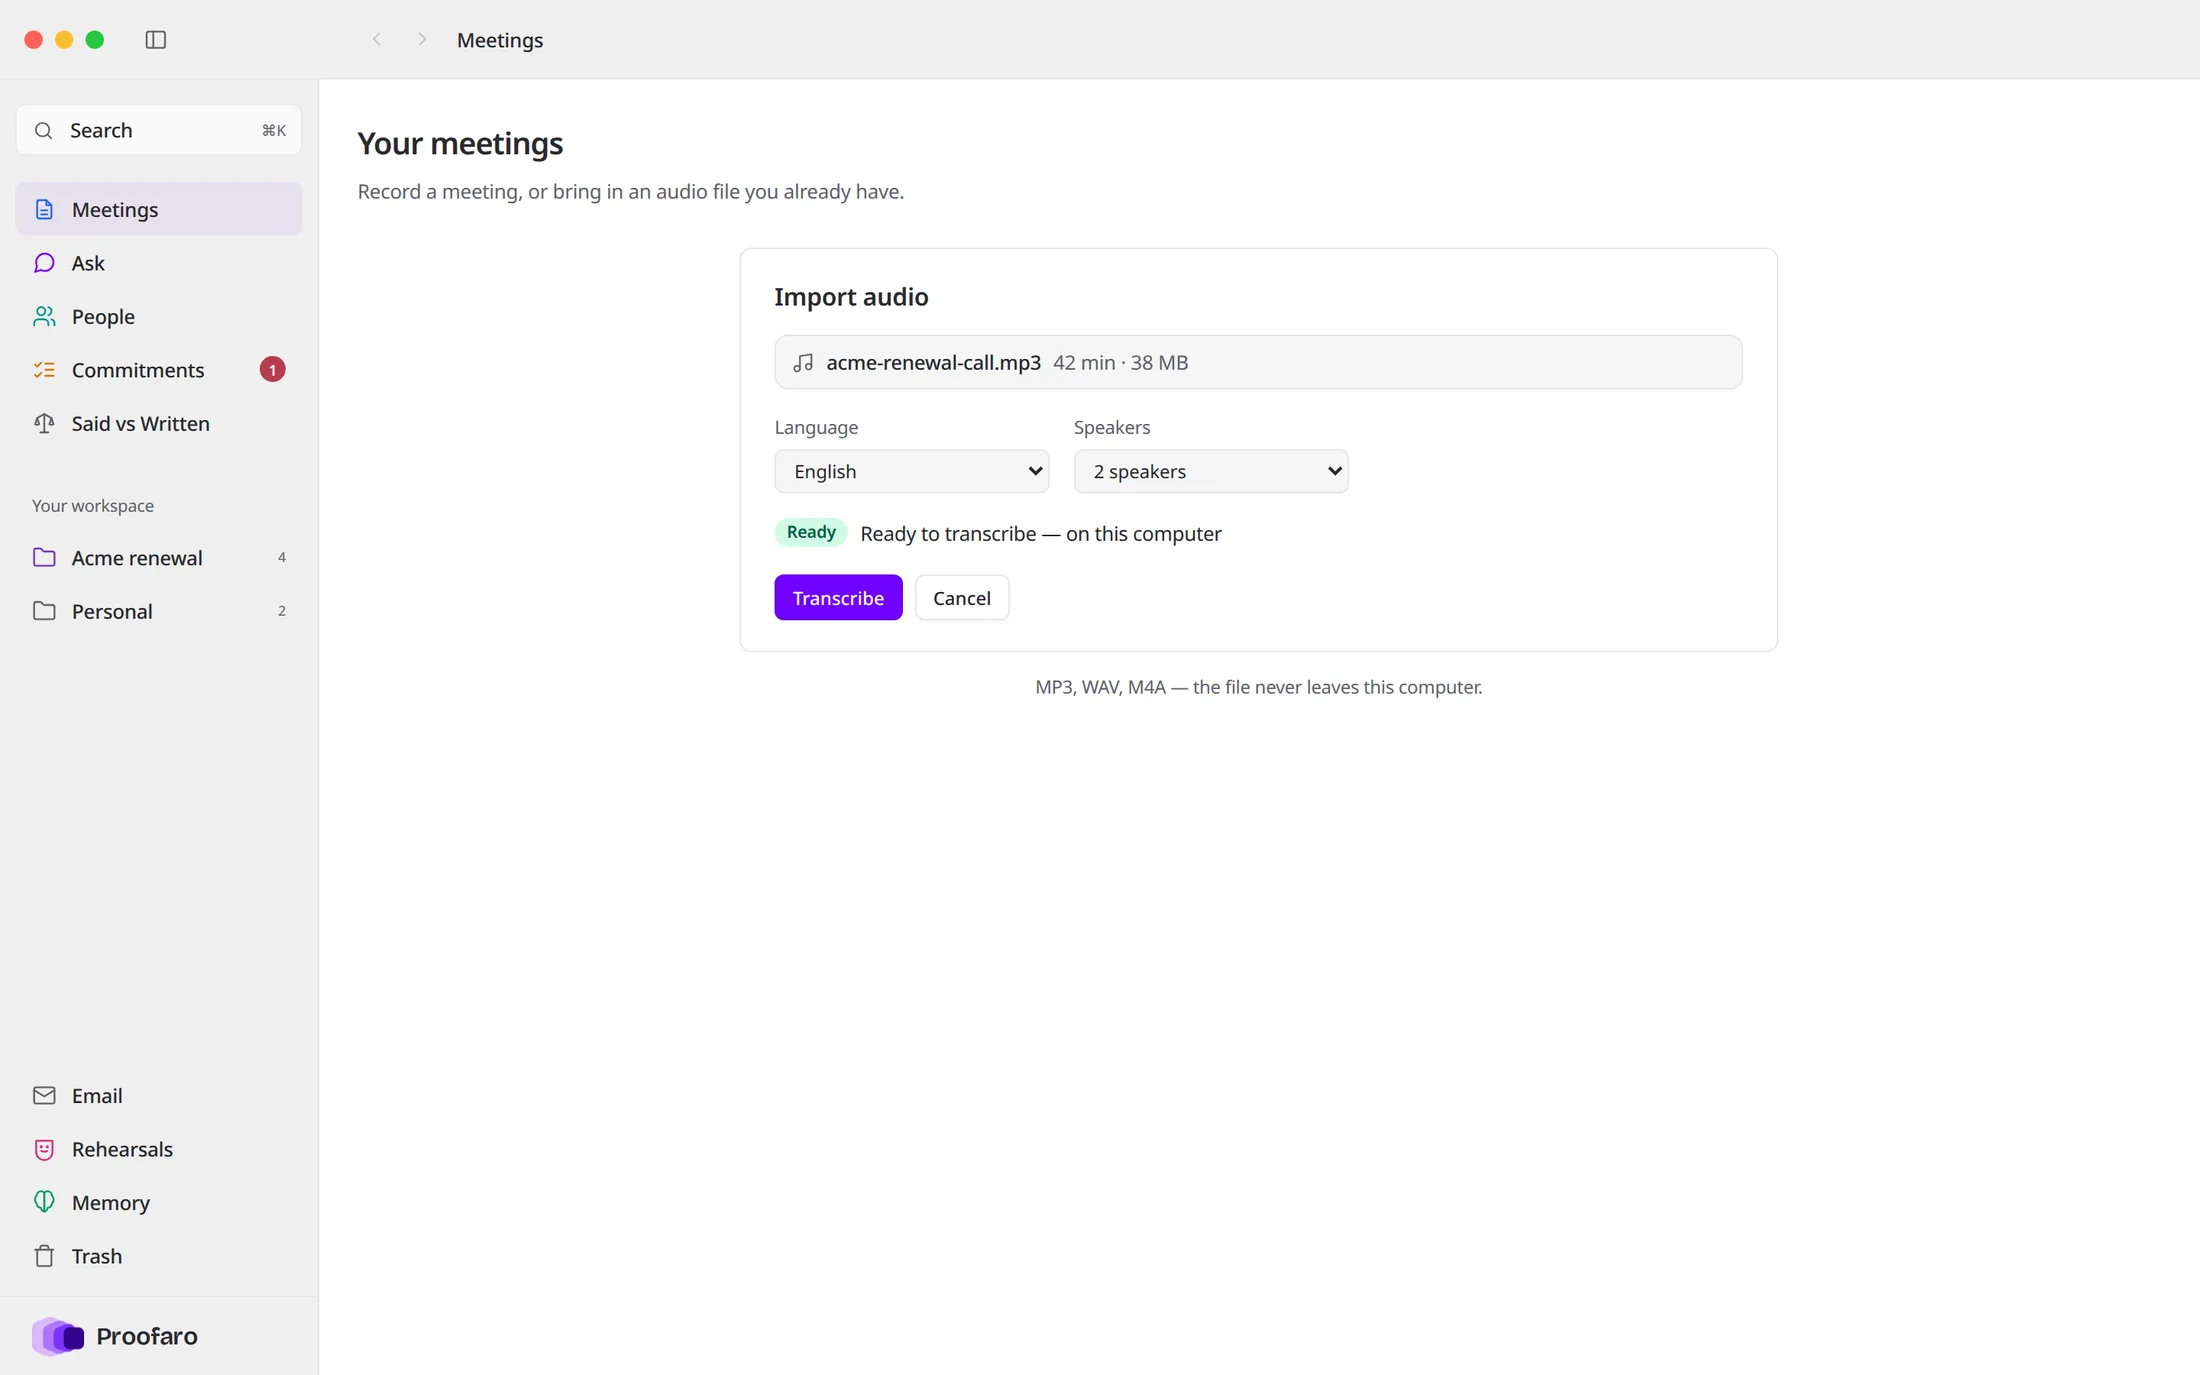 Meetings
Search ⌘K
Meetings
Ask
People
Commitments 1
Said vs Written
Your workspace
Acme renewal 4
Personal 2
Email
Rehearsals
Memory
Trash
Proofaro
Your meetings
Record a meeting, or bring in an audio file you already have.
Import audio
acme-renewal-call.mp3 42 min · 38 MB
Language Speakers
English 2 speakers
Ready Ready to transcribe — on this computer
Transcribe Cancel
MP3, WAV, M4A — the file never leaves this computer.